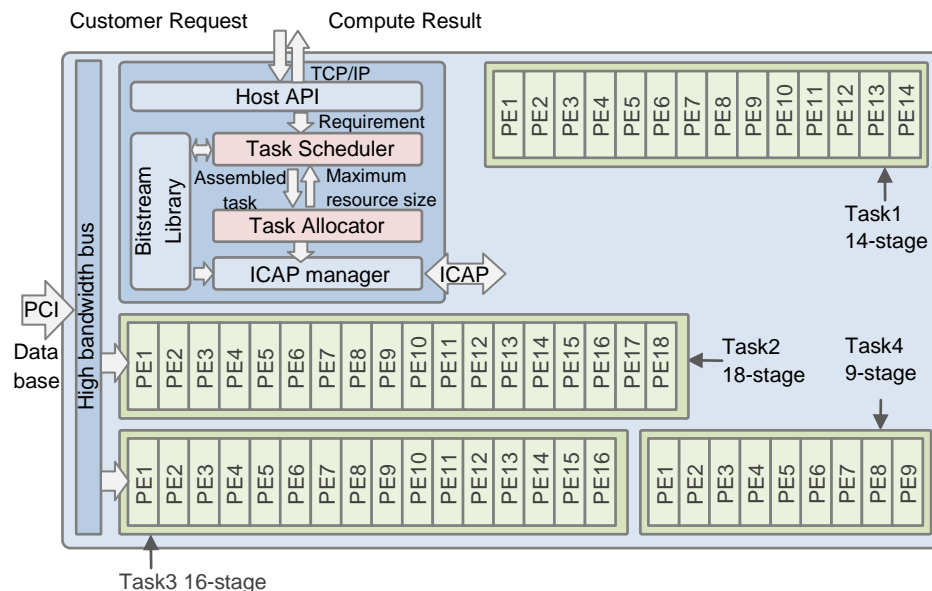 Customer Request
Compute Result
TCP/IP
Host API
Requirement
Task Scheduler
Assembled
task
Maximum
resource size
Bitstream
Library
Task Allocator
ICAP manager
ICAP
High bandwidth bus
PCI
Data
base
PE1 PE2 PE3 PE4 PE5 PE6 PE7 PE8 PE9 PE10 PE11 PE12 PE13 PE14
Task1
14-stage
PE1 PE2 PE3 PE4 PE5 PE6 PE7 PE8 PE9 PE10 PE11 PE12 PE13 PE14 PE15 PE16 PE17 PE18
Task2
18-stage
Task4
9-stage
PE1 PE2 PE3 PE4 PE5 PE6 PE7 PE8 PE9 PE10 PE11 PE12 PE13 PE14 PE15 PE16
PE1 PE2 PE3 PE4 PE5 PE6 PE7 PE8 PE9
Task3 16-stage